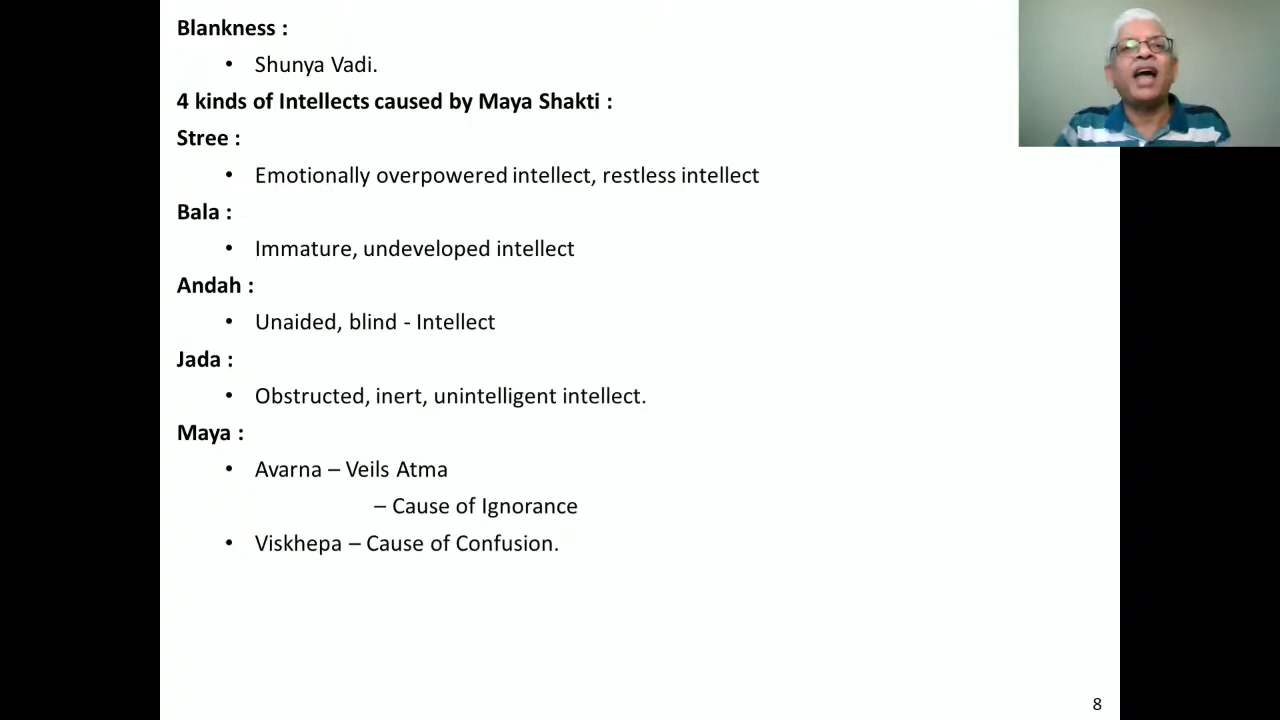 Blankness :
• Shunya Vadi.
4 kinds of Intellects caused by Maya Shakti :
Stree :
• Emotionally overpowered intellect, restless intellect
Bala :
• Immature, undeveloped intellect
Andah :
• Unaided, blind - Intellect
Jada :
• Obstructed, inert, unintelligent intellect.
Maya :
• Avarna – Veils Atma
– Cause of Ignorance
• Viskhepa – Cause of Confusion.
8